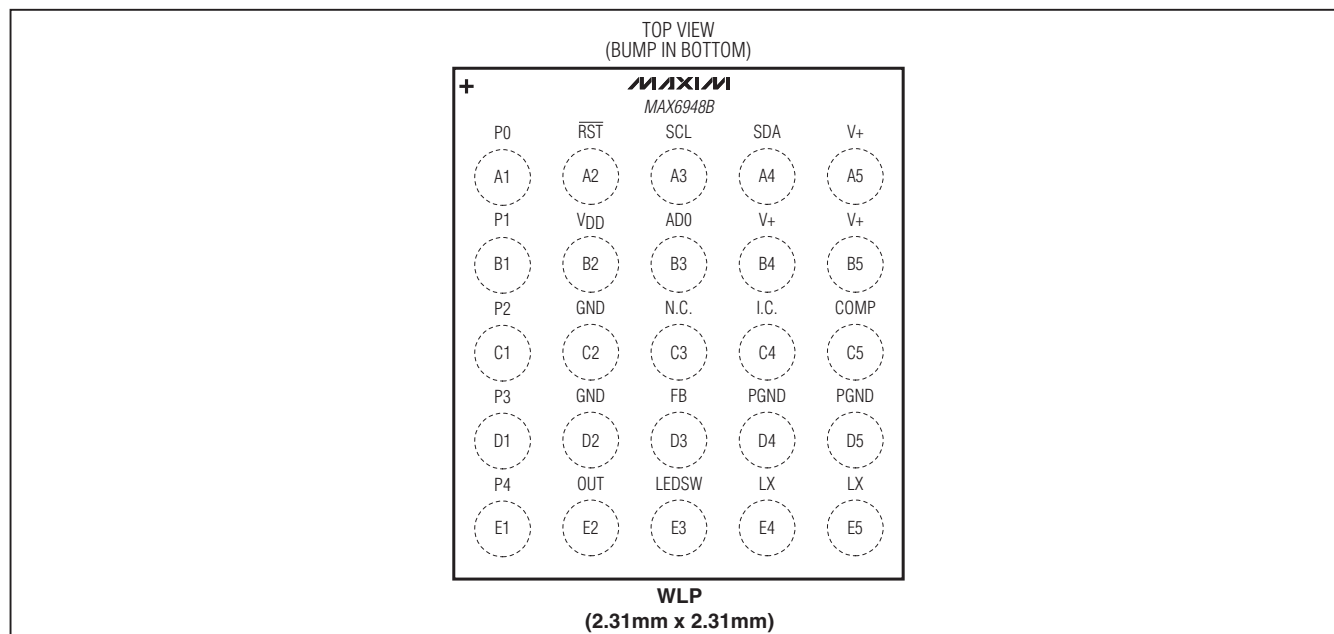 TOP VIEW
(BUMP IN BOTTOM)
+
MAXIM
MAX6948B
P0 RST SCL SDA V+
A1 A2 A3 A4 A5
P1 VDD AD0 V+ V+
B1 B2 B3 B4 B5
P2 GND N.C. I.C. COMP
C1 C2 C3 C4 C5
P3 GND FB PGND PGND
D1 D2 D3 D4 D5
P4 OUT LEDSW LX LX
E1 E2 E3 E4 E5
WLP
(2.31mm x 2.31mm)